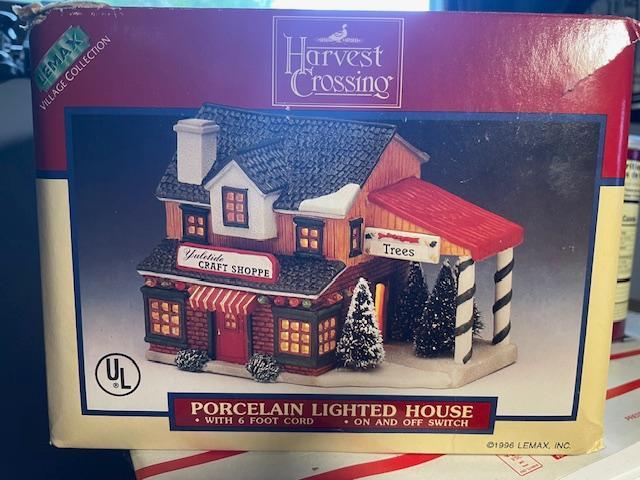 LEMAX
VILLAGE COLLECTION
Harvest
Crossing
Yuletide
CRAFT SHOPPE
Trees
UL
®
PORCELAIN LIGHTED HOUSE
• WITH 6 FOOT CORD • ON AND OFF SWITCH
©1996 LEMAX, INC.